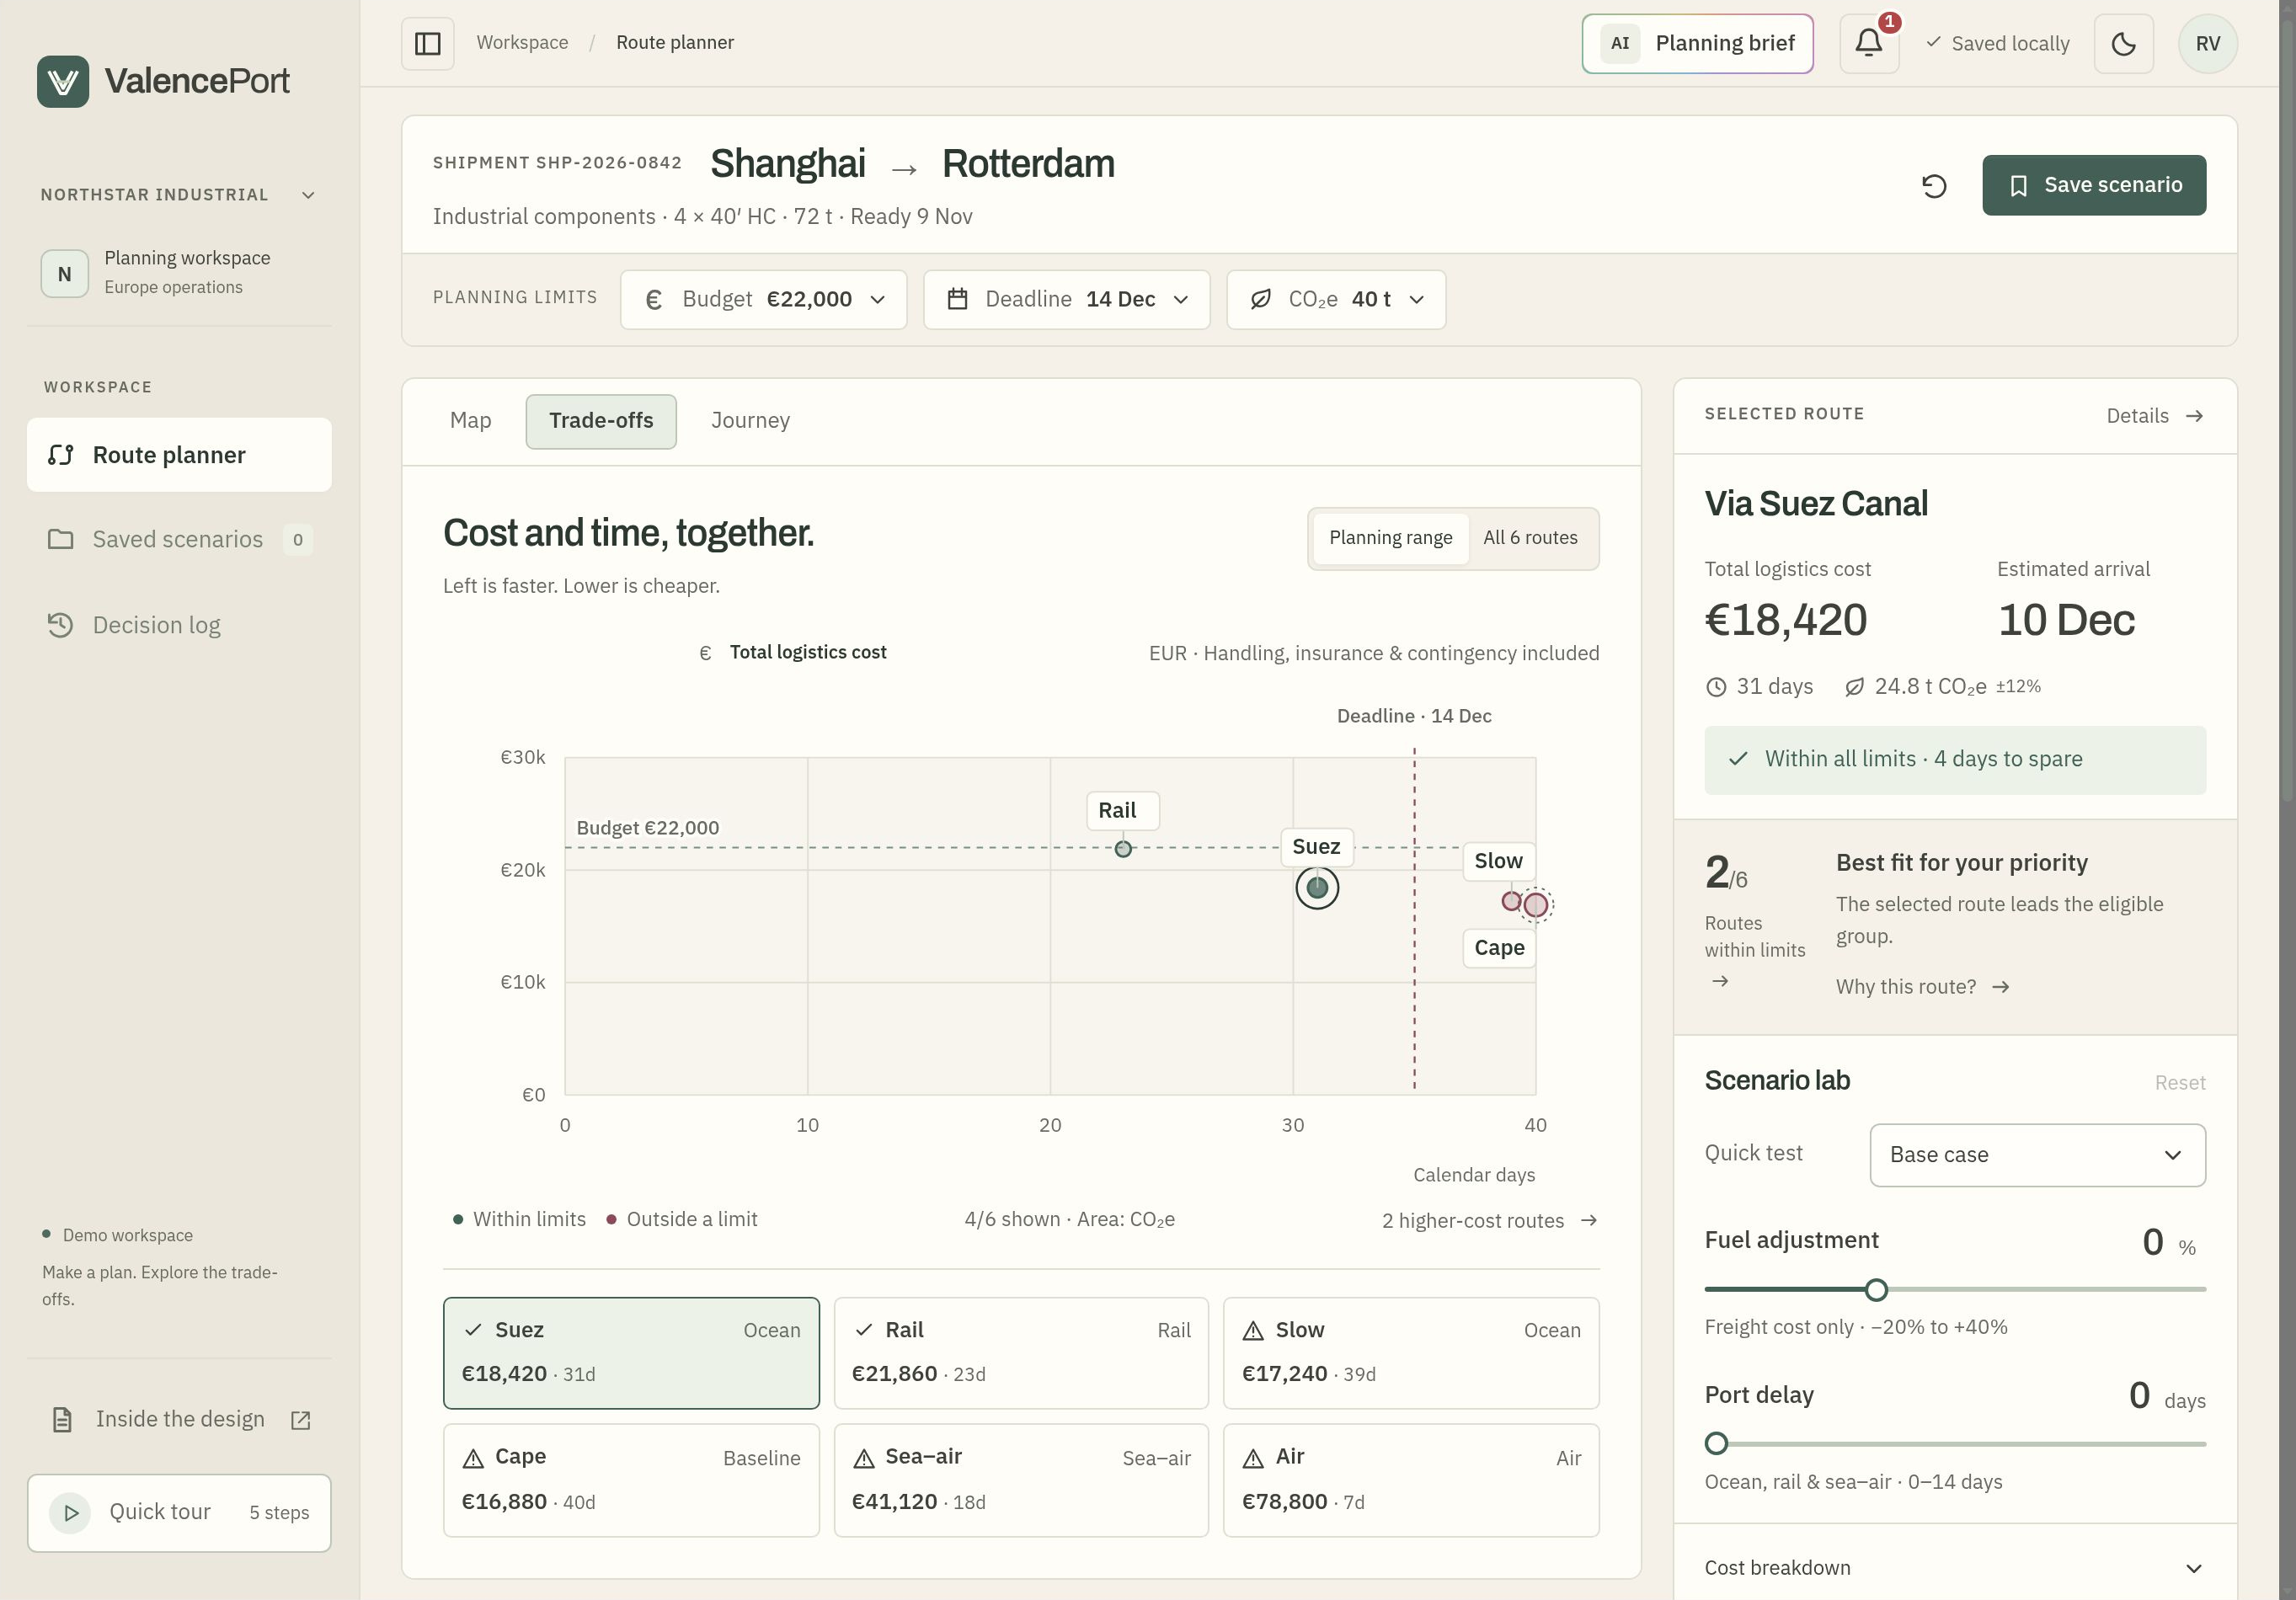 ValencePort
NORTHSTAR INDUSTRIAL
N
Planning workspace
Europe operations
WORKSPACE
Route planner
Saved scenarios 0
Decision log
Demo workspace
Make a plan. Explore the trade-
offs.
Inside the design
Quick tour 5 steps
Workspace / Route planner
AI Planning brief
1
Saved locally
RV
SHIPMENT SHP-2026-0842 Shanghai → Rotterdam
Industrial components · 4 × 40′ HC · 72 t · Ready 9 Nov
Save scenario
PLANNING LIMITS € Budget €22,000 Deadline 14 Dec CO₂e 40 t
Map Trade-offs Journey
Cost and time, together.
Left is faster. Lower is cheaper.
Planning range All 6 routes
€ Total logistics cost EUR · Handling, insurance & contingency included
Deadline · 14 Dec
€30k
Rail
Budget €22,000
Suez
Slow
€20k
Cape
€10k
€0
0 10 20 30 40
Calendar days
Within limits Outside a limit 4/6 shown · Area: CO₂e 2 higher-cost routes →
Suez Ocean
€18,420 · 31d
Rail Rail
€21,860 · 23d
Slow Ocean
€17,240 · 39d
Cape Baseline
€16,880 · 40d
Sea–air Sea–air
€41,120 · 18d
Air Air
€78,800 · 7d
SELECTED ROUTE Details →
Via Suez Canal
Total logistics cost Estimated arrival
€18,420 10 Dec
31 days 24.8 t CO₂e ±12%
Within all limits · 4 days to spare
2/6
Routes
within limits
→
Best fit for your priority
The selected route leads the eligible
group.
Why this route? →
Scenario lab Reset
Quick test Base case
Fuel adjustment 0 %
Freight cost only · −20% to +40%
Port delay 0 days
Ocean, rail & sea–air · 0–14 days
Cost breakdown